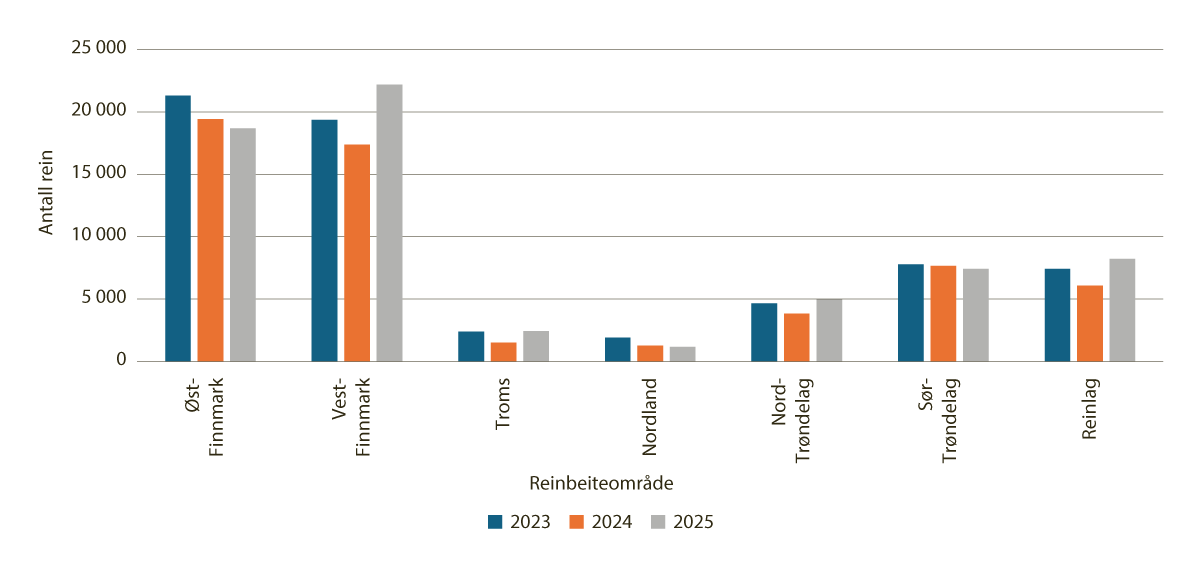 25 000
20 000
15 000
10 000
5 000
0
Antall rein
Øst-
Finnmark
Vest-
Finnmark
Troms
Nordland
Nord-
Trøndelag
Sør-
Trøndelag
Reinlag
Reinbeiteområde
2023
2024
2025